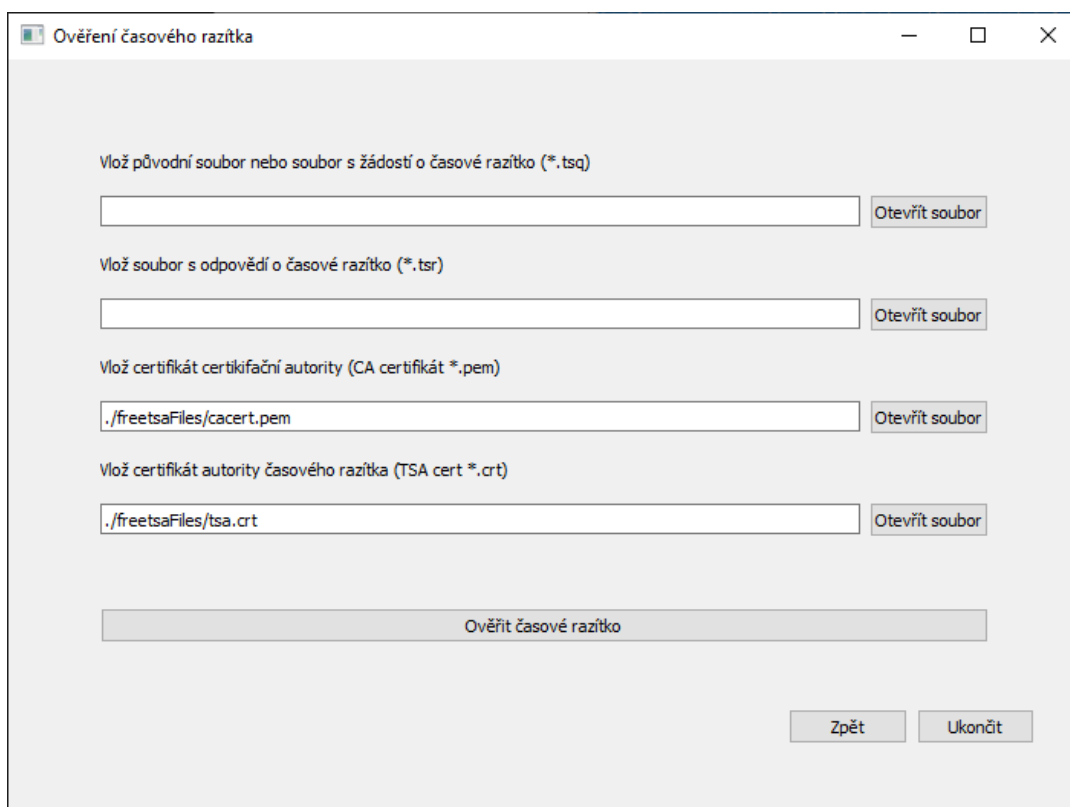 Ověření časového razítka
Vlož původní soubor nebo soubor s žádostí o časové razítko (*.tsq)
Otevřít soubor
Vlož soubor s odpovědí o časové razítko (*.tsr)
Otevřít soubor
Vlož certifikát certikifační autority (CA certifikát *.pem)
./freetsaFiles/cacert.pem Otevřít soubor
Vlož certifikát autority časového razítka (TSA cert *.crt)
./freetsaFiles/tsa.crt Otevřít soubor
Ověřit časové razítko
Zpět Ukončit